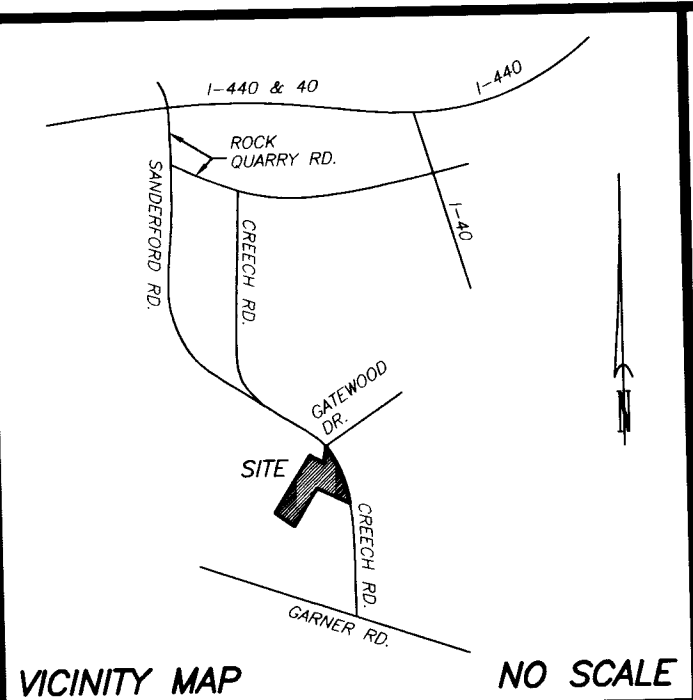 I-440 & 40
I-440
ROCK
QUARRY RD.
SANDERFORD RD.
CREECH RD.
I-40
GATEWOOD
DR.
SITE
N
CREECH RD.
GARNER RD.
VICINITY MAP
NO SCALE